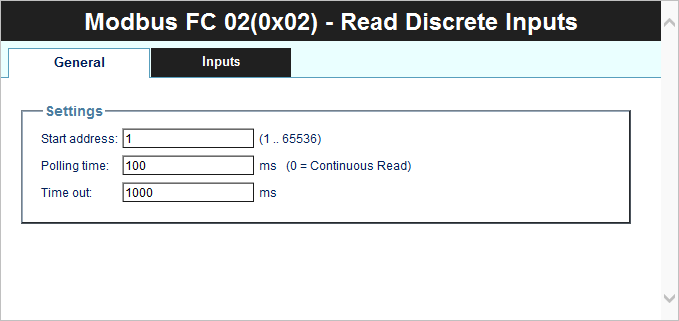 Modbus FC 02(0x02) - Read Discrete Inputs
General Inputs
Settings
Start address: 1 (1 .. 65536)
Polling time: 100 ms (0 = Continuous Read)
Time out: 1000 ms